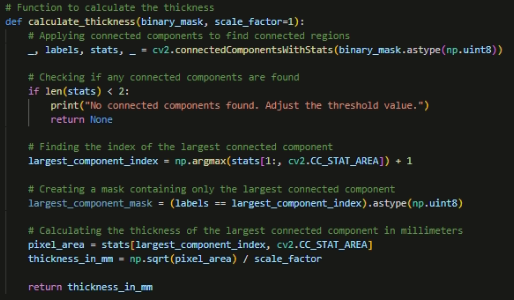 # Function to calculate the thickness
def calculate_thickness(binary_mask, scale_factor=1):
    # Applying connected components to find connected regions
    _, labels, stats, _ = cv2.connectedComponentsWithStats(binary_mask.astype(np.uint8))

    # Checking if any connected components are found
    if len(stats) < 2:
        print("No connected components found. Adjust the threshold value.")
        return None

    # Finding the index of the largest connected component
    largest_component_index = np.argmax(stats[1:, cv2.CC_STAT_AREA]) + 1

    # Creating a mask containing only the largest connected component
    largest_component_mask = (labels == largest_component_index).astype(np.uint8)

    # Calculating the thickness of the largest connected component in millimeters
    pixel_area = stats[largest_component_index, cv2.CC_STAT_AREA]
    thickness_in_mm = np.sqrt(pixel_area) / scale_factor

    return thickness_in_mm